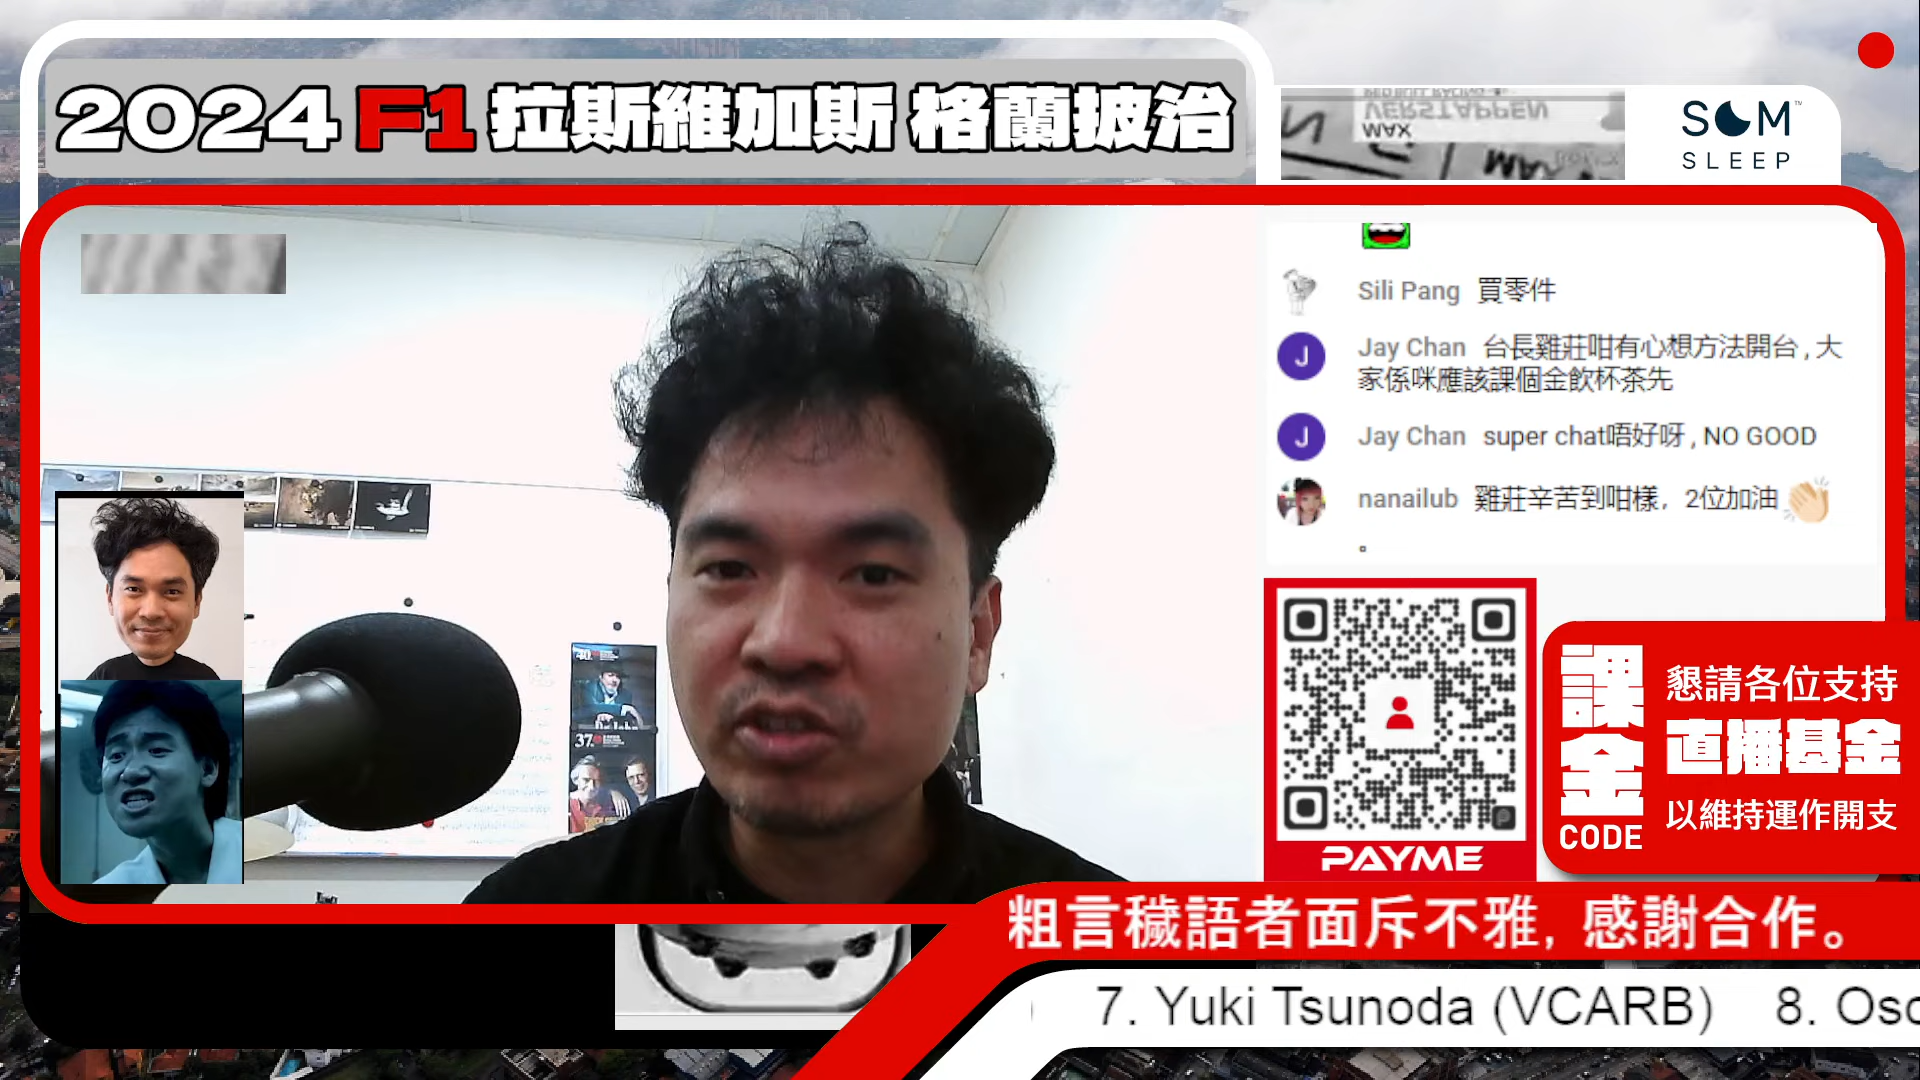 2024 F1 拉斯維加斯 格蘭披治
VERSTAPPEN
MAX
SOM™
SLEEP
Sili Pang 買零件
J
Jay Chan 台長雞莊咁有心想方法開台 , 大
家係咪應該課個金飲杯茶先
J
Jay Chan super chat唔好呀 , NO GOOD
nanailub 雞莊辛苦到咁樣，2位加油
。
40.
37.
PAYME
課金
CODE
懇請各位支持
直播基金
以維持運作開支
粗言穢語者面斥不雅, 感謝合作。
7. Yuki Tsunoda (VCARB) 8. Osc